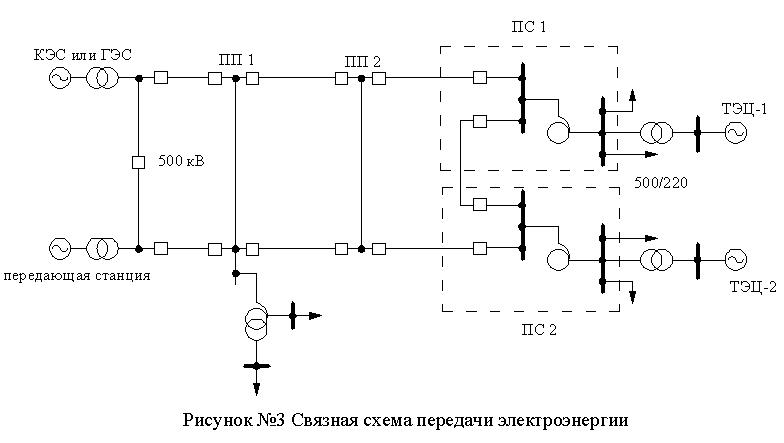 ПС 1
КЭС или ГЭС
ПП 1
ПП 2
ТЭЦ-1
500 кВ
500/220
передающая станция
ТЭЦ-2
ПС 2
Рисунок №3 Связная схема передачи электроэнергии